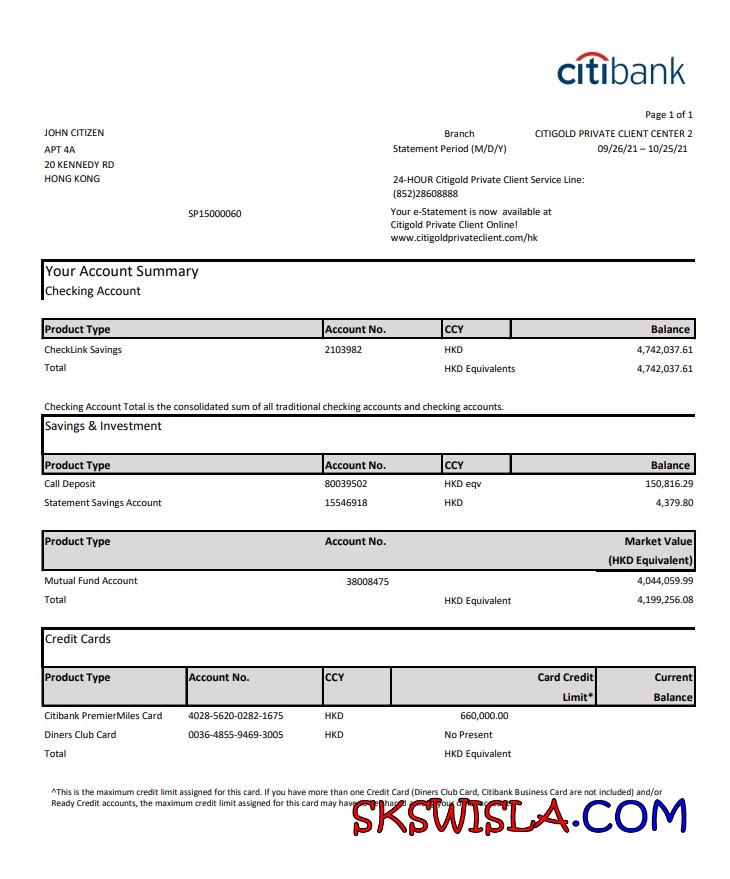 citibank
Page 1 of 1
JOHN CITIZEN Branch CITIGOLD PRIVATE CLIENT CENTER 2
APT 4A Statement Period (M/D/Y) 09/26/21 – 10/25/21
20 KENNEDY RD
HONG KONG 24-HOUR Citigold Private Client Service Line:
(852)28608888
SP15000060 Your e-Statement is now available at
Citigold Private Client Online!
www.citigoldprivateclient.com/hk
Your Account Summary
Checking Account
Product Type Account No. CCY Balance
CheckLink Savings 2103982 HKD 4,742,037.61
Total HKD Equivalents 4,742,037.61
Checking Account Total is the consolidated sum of all traditional checking accounts and checking accounts.
Savings & Investment
Product Type Account No. CCY Balance
Call Deposit 80039502 HKD eqv 150,816.29
Statement Savings Account 15546918 HKD 4,379.80
Product Type Account No. Market Value
(HKD Equivalent)
Mutual Fund Account 38008475 4,044,059.99
Total HKD Equivalent 4,199,256.08
Credit Cards
Product Type Account No. CCY Card Credit Current
Limit* Balance
Citibank PremierMiles Card 4028-5620-0282-1675 HKD 660,000.00
Diners Club Card 0036-4855-9469-3005 HKD No Present
Total HKD Equivalent
^This is the maximum credit limit assigned for this card. If you have more than one Credit Card (Diners Club Card, Citibank Business Card are not included) and/or
Ready Credit accounts, the maximum credit limit assigned for this card may have
SKSWISLA.COM